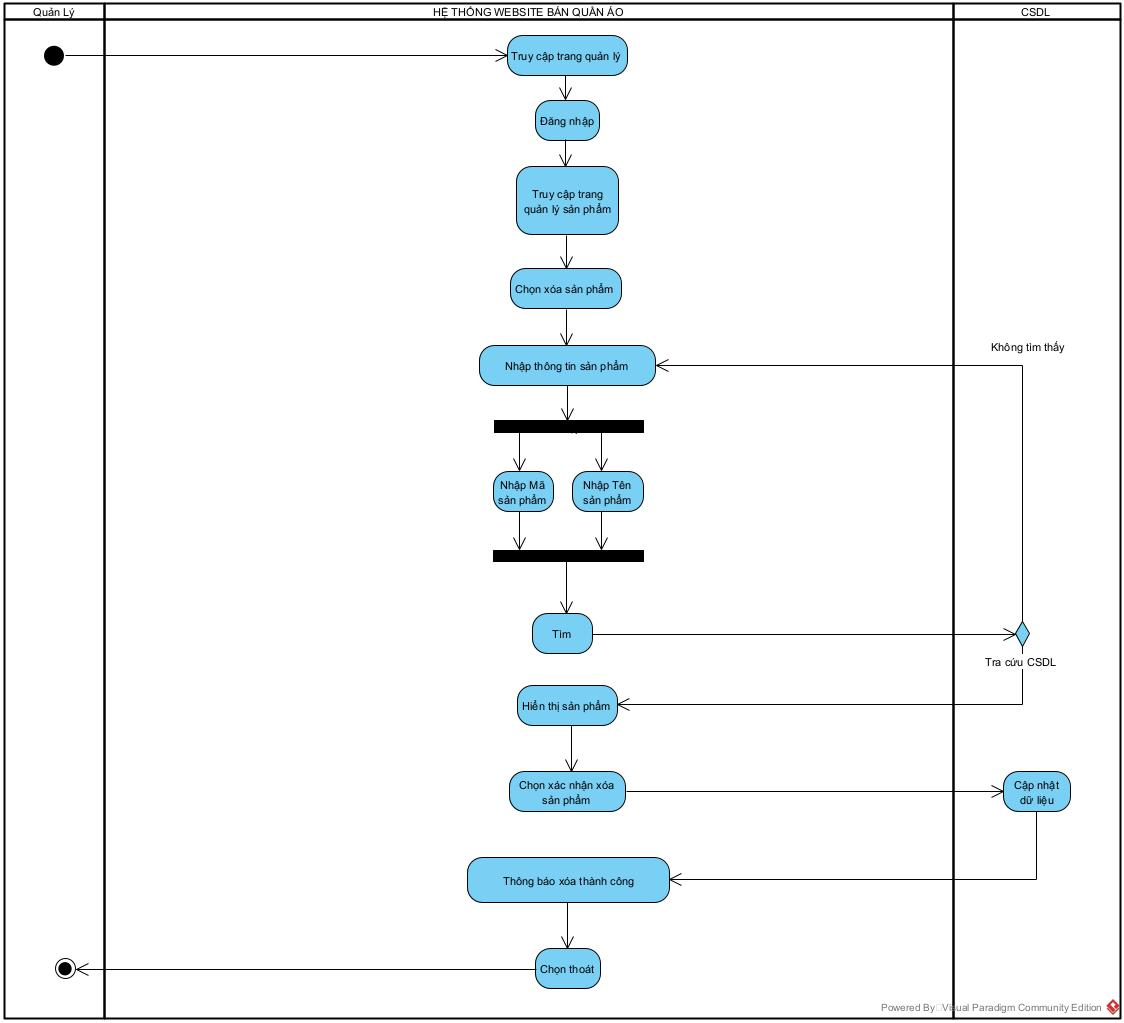 Quản Lý
HỆ THỐNG WEBSITE BÁN QUẦN ÁO
CSDL
Truy cập trang quản lý
Đăng nhập
Truy cập trang
quản lý sản phẩm
Chọn xóa sản phẩm
Không tìm thấy
Nhập thông tin sản phẩm
Nhập Mã
sản phẩm
Nhập Tên
sản phẩm
Tìm
Tra cứu CSDL
Hiển thị sản phẩm
Chọn xác nhận xóa
sản phẩm
Cập nhật
dữ liệu
Thông báo xóa thành công
Chọn thoát
Powered By Visual Paradigm Community Edition